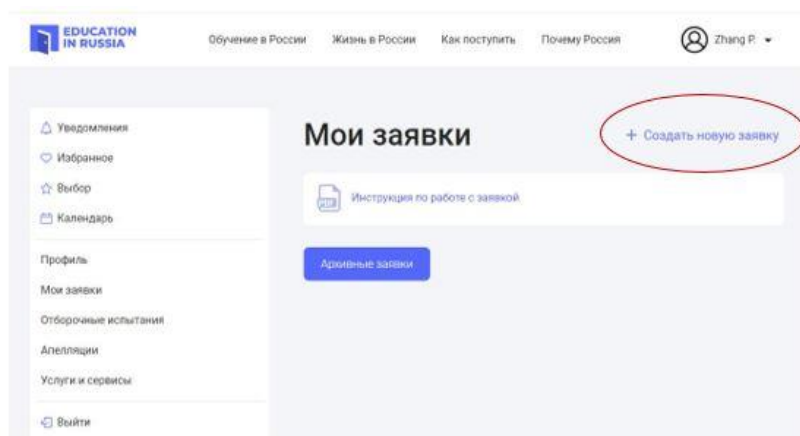 EDUCATION
IN RUSSIA
Обучение в России Жизнь в России Как поступить Почему Россия Zhang P.
Уведомления
Избранное
Выбор
Календарь
Профиль
Мои заявки
Отборочные испытания
Апелляции
Услуги и сервисы
Выйти
Мои заявки
+ Создать новую заявку
PDF
Инструкция по работе с заявкой
Архивные заявки